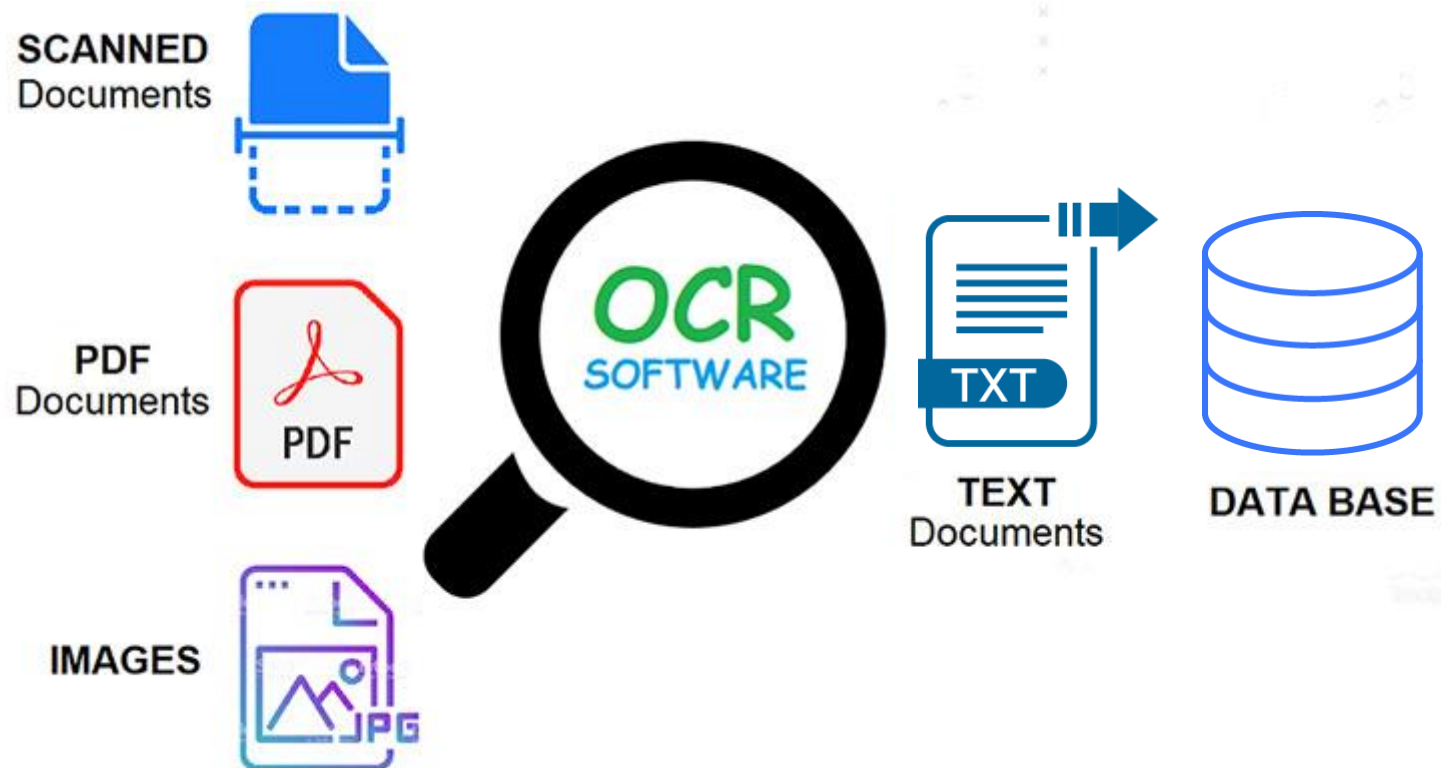 SCANNED
Documents
PDF
Documents
PDF
IMAGES
JPG
OCR
SOFTWARE
TXT
TEXT
Documents
DATA BASE